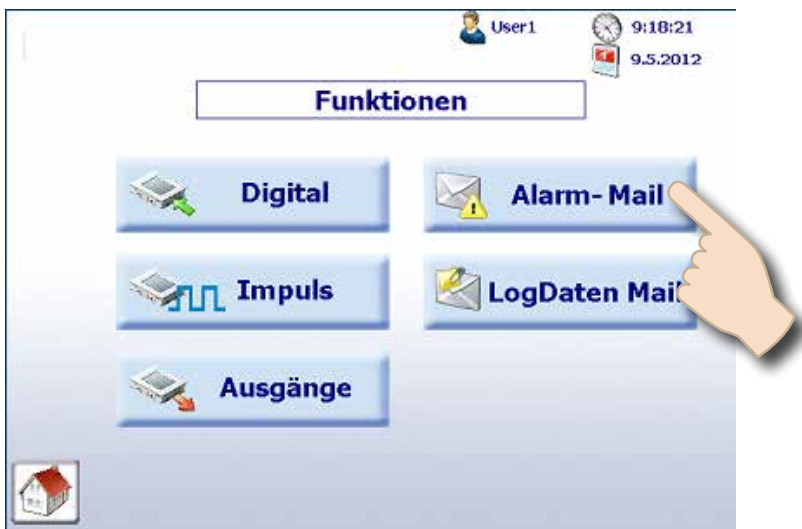 User1
9:18:21
9.5.2012
Funktionen
Digital
Alarm- Mail
Impuls
LogDaten Mail
Ausgänge